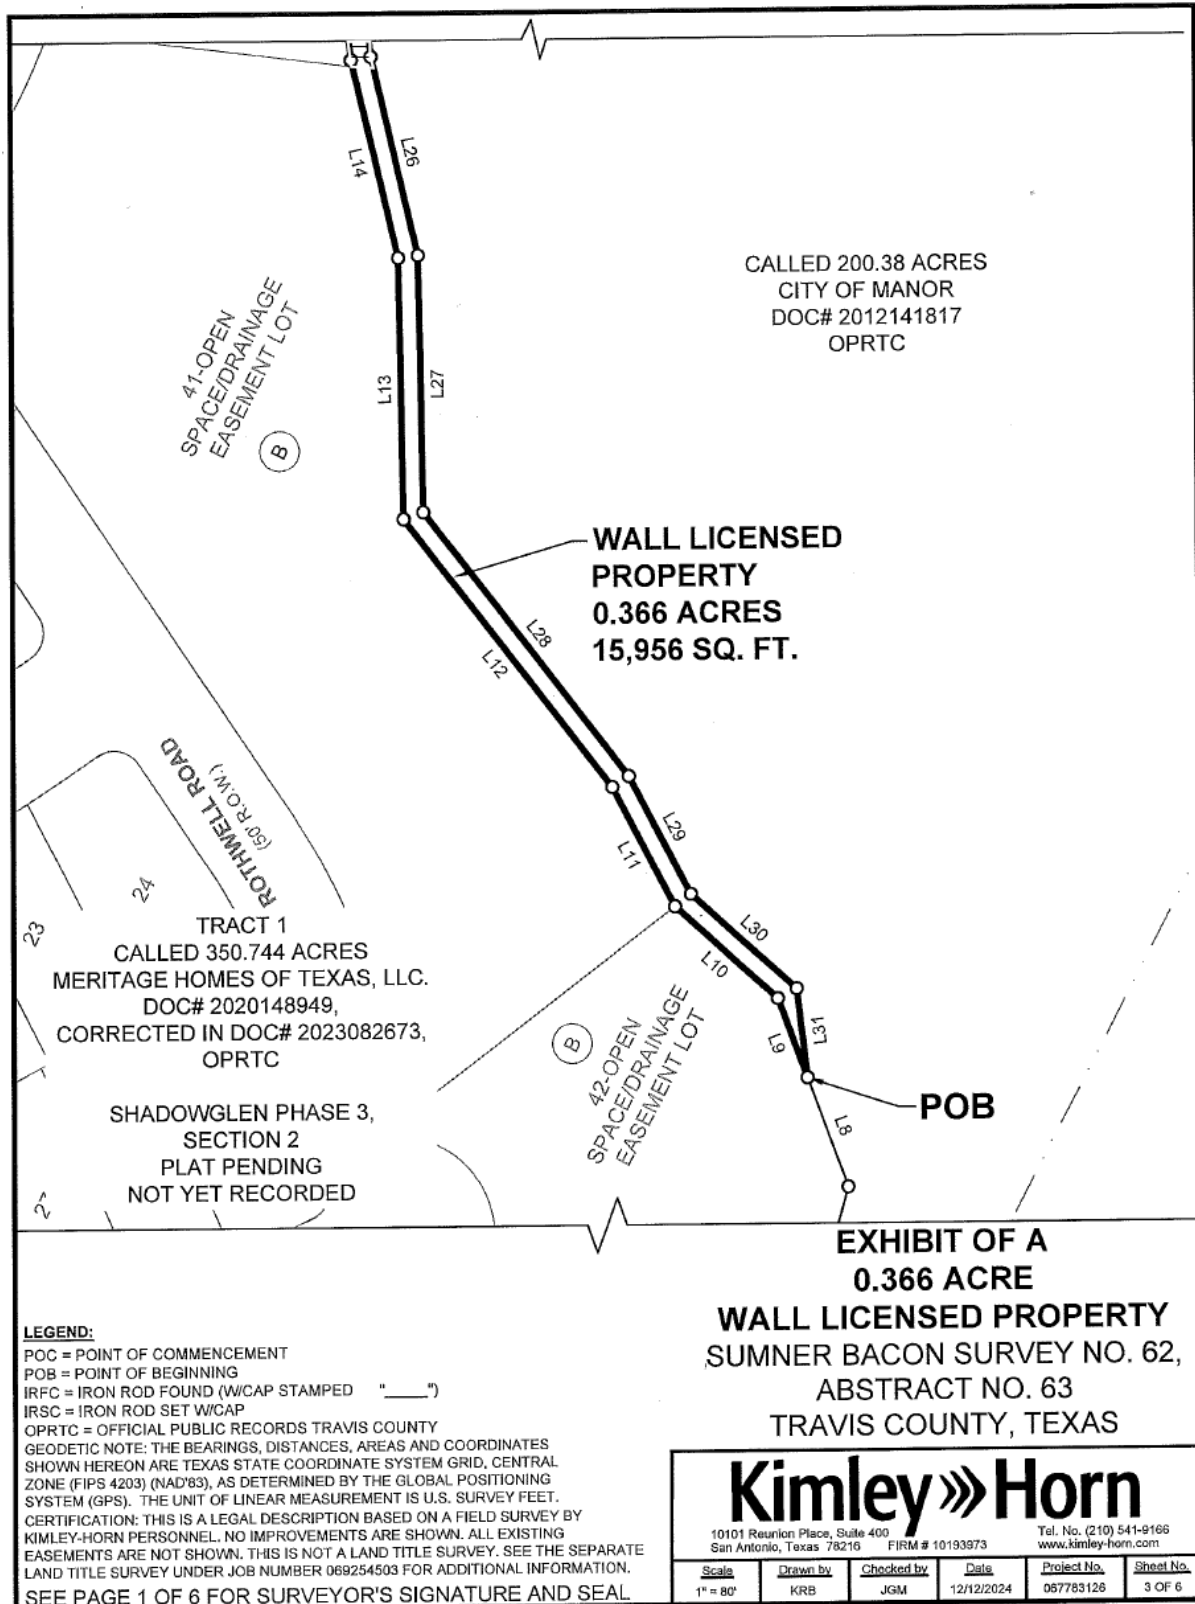 L14
L26
CALLED 200.38 ACRES
CITY OF MANOR
DOC# 2012141817
OPRTC
41-OPEN
SPACE/DRAINAGE
EASEMENT LOT
B
L13
L27
WALL LICENSED
PROPERTY
0.366 ACRES
15,956 SQ. FT.
L28
L12
ROTHWELL ROAD
(50' R.O.W.)
L29
L11
24
23
TRACT 1
CALLED 350.744 ACRES
MERITAGE HOMES OF TEXAS, LLC.
DOC# 2020148949,
CORRECTED IN DOC# 2023082673,
OPRTC
L30
L10
L9
L31
B
42-OPEN
SPACE/DRAINAGE
EASEMENT LOT
POB
L8
SHADOWGLEN PHASE 3,
SECTION 2
PLAT PENDING
NOT YET RECORDED
EXHIBIT OF A
0.366 ACRE
WALL LICENSED PROPERTY
SUMNER BACON SURVEY NO. 62,
ABSTRACT NO. 63
TRAVIS COUNTY, TEXAS
LEGEND:
POC = POINT OF COMMENCEMENT
POB = POINT OF BEGINNING
IRFC = IRON ROD FOUND (W/CAP STAMPED "_____")
IRSC = IRON ROD SET W/CAP
OPRTC = OFFICIAL PUBLIC RECORDS TRAVIS COUNTY
GEODETIC NOTE: THE BEARINGS, DISTANCES, AREAS AND COORDINATES
SHOWN HEREON ARE TEXAS STATE COORDINATE SYSTEM GRID, CENTRAL
ZONE (FIPS 4203) (NAD'83), AS DETERMINED BY THE GLOBAL POSITIONING
SYSTEM (GPS). THE UNIT OF LINEAR MEASUREMENT IS U.S. SURVEY FEET.
CERTIFICATION: THIS IS A LEGAL DESCRIPTION BASED ON A FIELD SURVEY BY
KIMLEY-HORN PERSONNEL. NO IMPROVEMENTS ARE SHOWN. ALL EXISTING
EASEMENTS ARE NOT SHOWN. THIS IS NOT A LAND TITLE SURVEY. SEE THE SEPARATE
LAND TITLE SURVEY UNDER JOB NUMBER 069254503 FOR ADDITIONAL INFORMATION.
SEE PAGE 1 OF 6 FOR SURVEYOR'S SIGNATURE AND SEAL
Kimley»Horn
10101 Reunion Place, Suite 400
San Antonio, Texas 78216 FIRM # 10193973
Tel. No. (210) 541-9166
www.kimley-horn.com
Scale Drawn by Checked by Date Project No. Sheet No.
1" = 80' KRB JGM 12/12/2024 067783126 3 OF 6